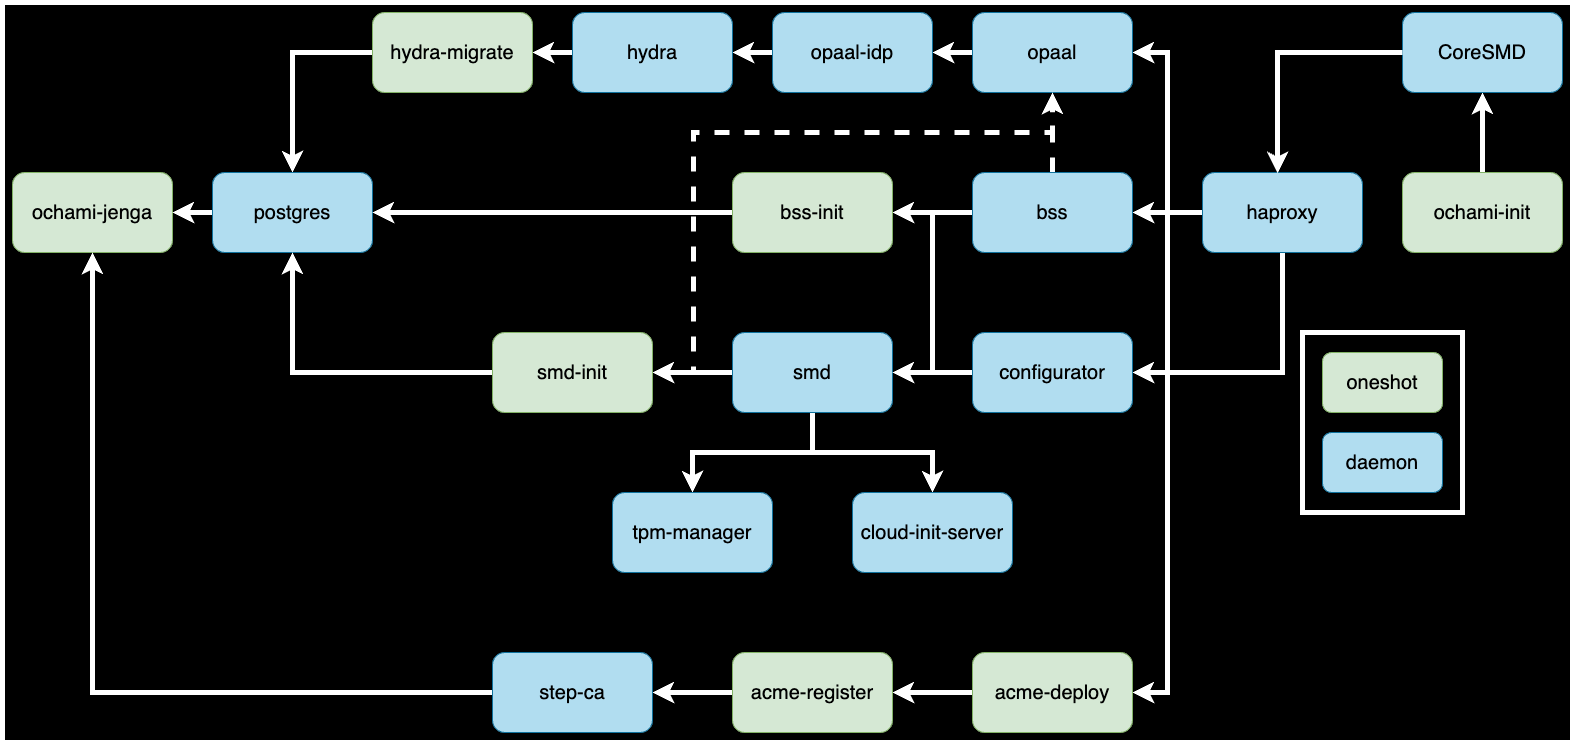 hydra-migrate
hydra
opaal-idp
opaal
CoreSMD
ochami-jenga
postgres
bss-init
bss
haproxy
ochami-init
smd-init
smd
configurator
oneshot
daemon
tpm-manager
cloud-init-server
step-ca
acme-register
acme-deploy